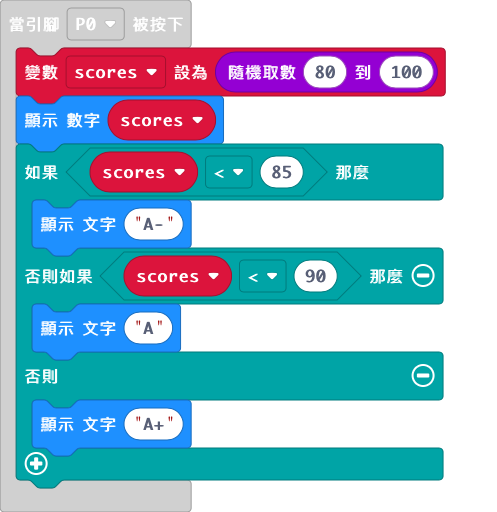 當引腳 P0 被按下
變數 scores 設為 隨機取數 80 到 100
顯示 數字 scores
如果 scores < 85 那麼
顯示 文字 "A-"
否則如果 scores < 90 那麼
顯示 文字 "A"
否則
顯示 文字 "A+"